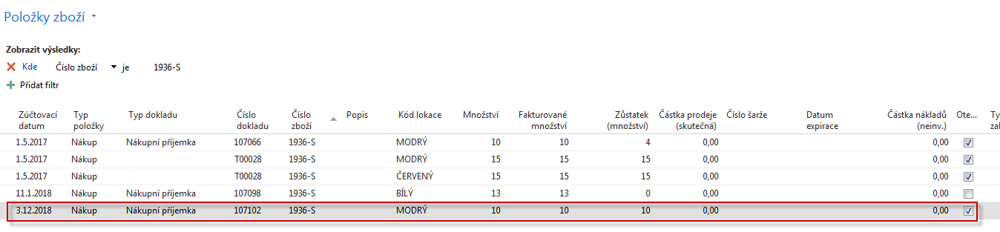 Položky zboží
Zobrazit výsledky:
Kde Číslo zboží je 1936-S
Přidat filtr
Zúčtovací datum Typ položky Typ dokladu Číslo dokladu Číslo zboží Popis Kód lokace Množství Fakturované množství Zůstatek (množství) Částka prodeje (skutečná) Číslo šarže Datum expirace Částka nákladů (neinv.) Ote... Ty zal
1.5.2017 Nákup Nákupní příjemka 107066 1936-S MODRÝ 10 10 4 0,00 0,00
1.5.2017 Nákup T00028 1936-S MODRÝ 15 15 15 0,00 0,00
1.5.2017 Nákup T00028 1936-S ČERVENÝ 15 15 15 0,00 0,00
11.1.2018 Nákup Nákupní příjemka 107098 1936-S BÍLÝ 13 13 0 0,00 0,00
3.12.2018 Nákup Nákupní příjemka 107102 1936-S MODRÝ 10 10 10 0,00 0,00